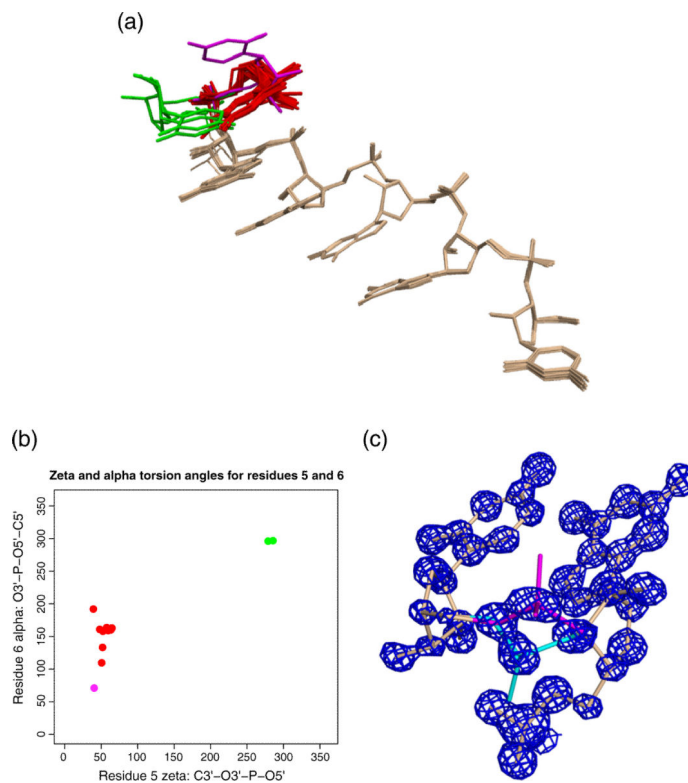 (a)
(b)
(c)
Zeta and alpha torsion angles for residues 5 and 6
Residue 6 alpha: O3'–P–O5'–C5'
350
300
250
200
150
100
50
0
0 50 100 150 200 250 300 350
Residue 5 zeta: C3'–O3'–P–O5'